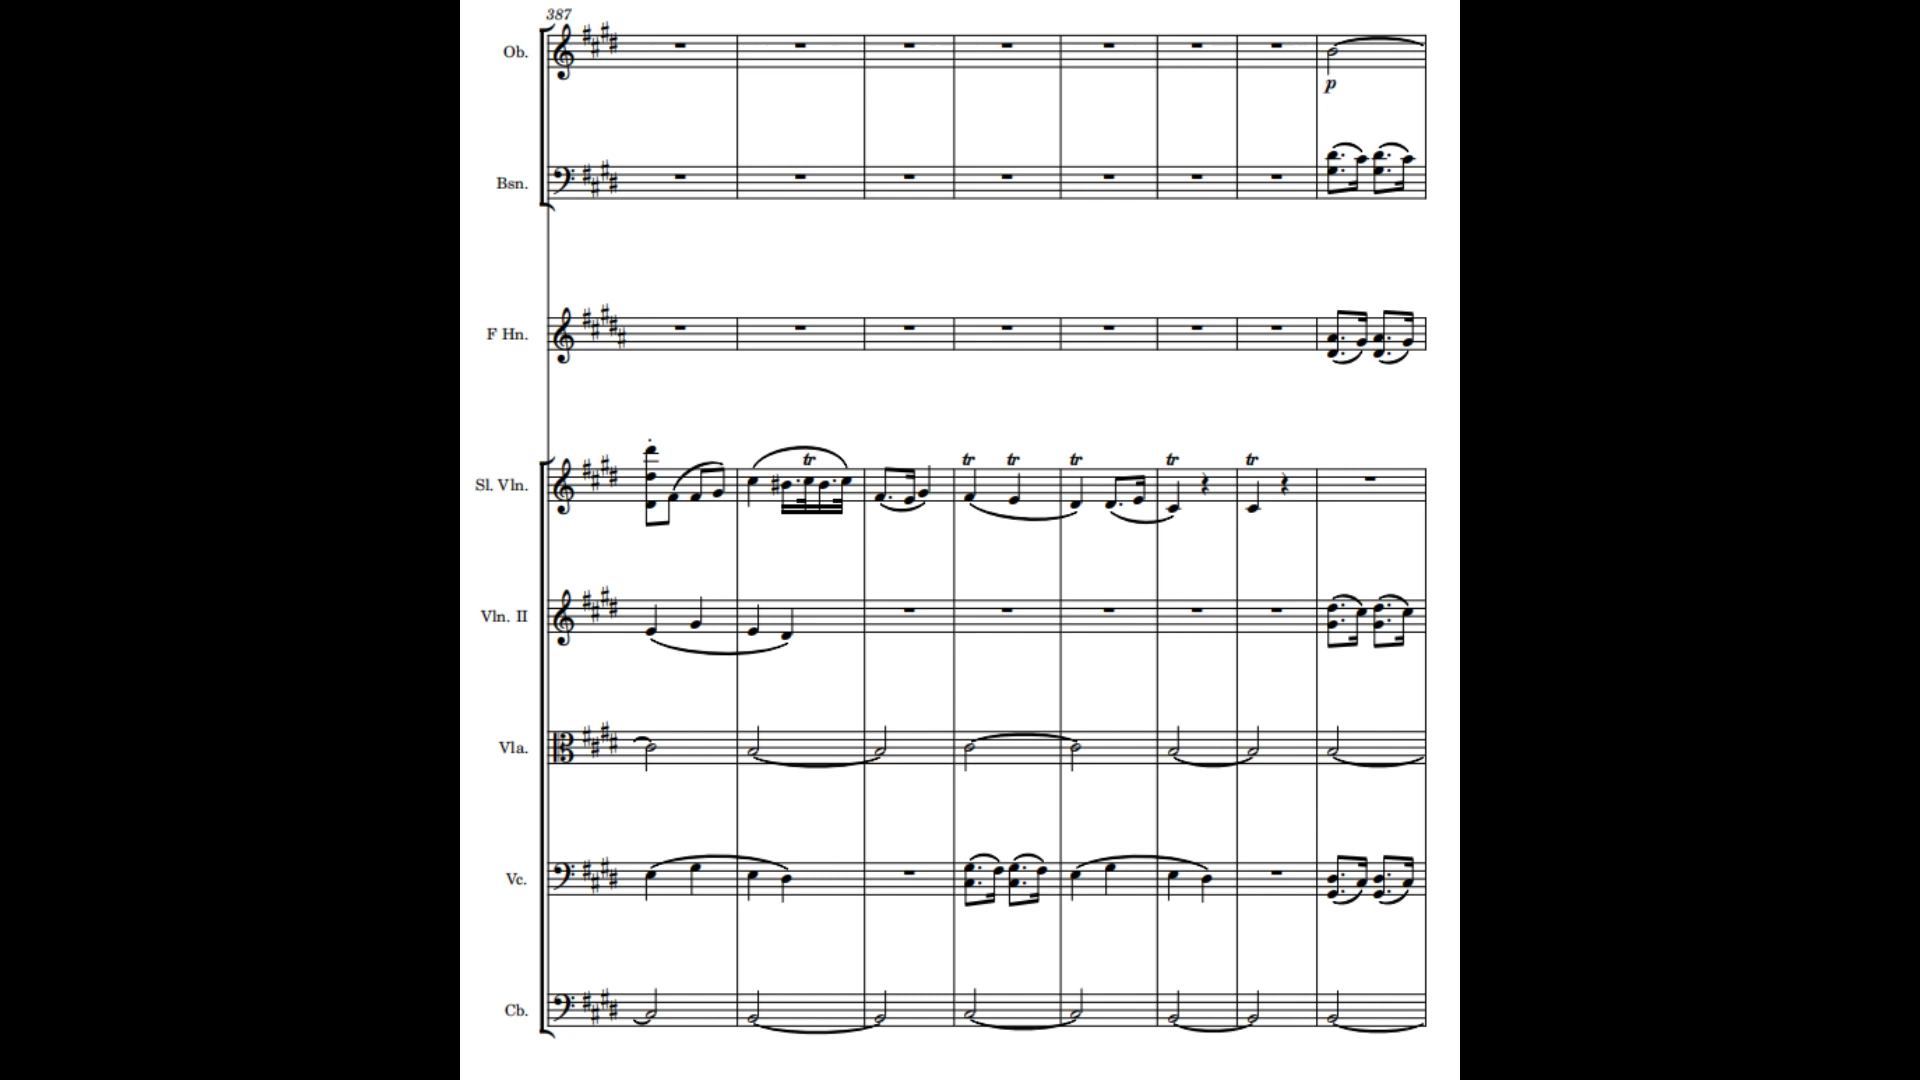 387
Ob.
p
Bsn.
F Hn.
tr
tr tr tr tr tr
Sl. Vln.
Vln. II
Vla.
Vc.
Cb.